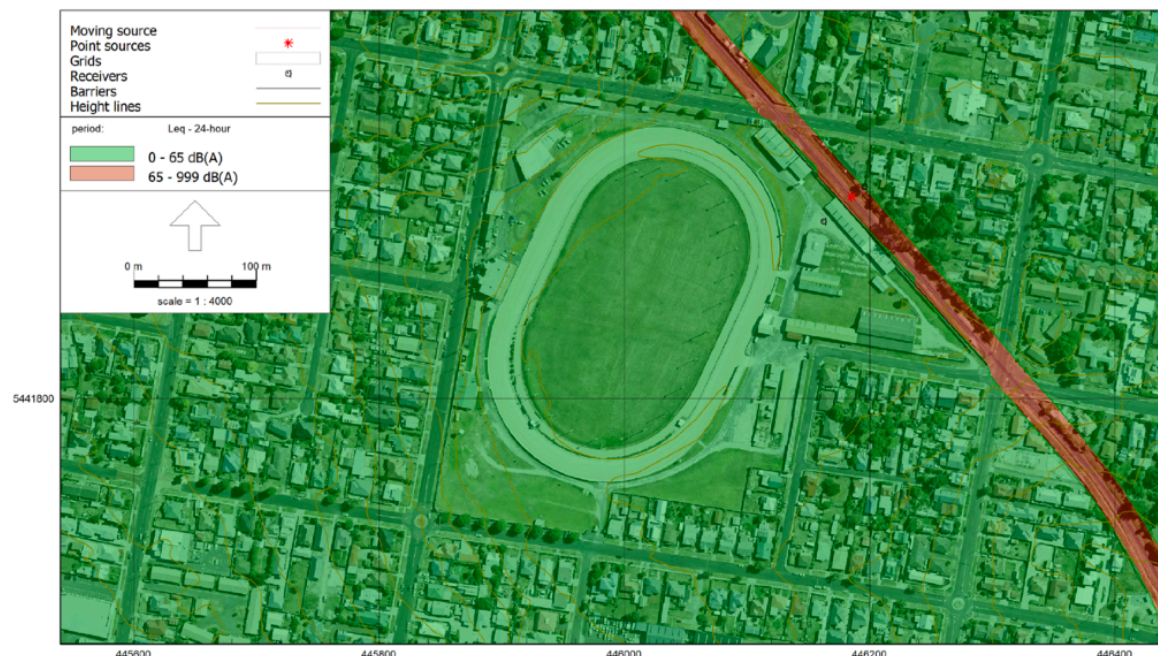 Moving source
Point sources
Grids
Receivers
Barriers
Height lines
period: Leq - 24-hour
0 - 65 dB(A)
65 - 999 dB(A)
0 m 100 m
scale = 1 : 4000
5441800
445600 445800 446000 446200 446400